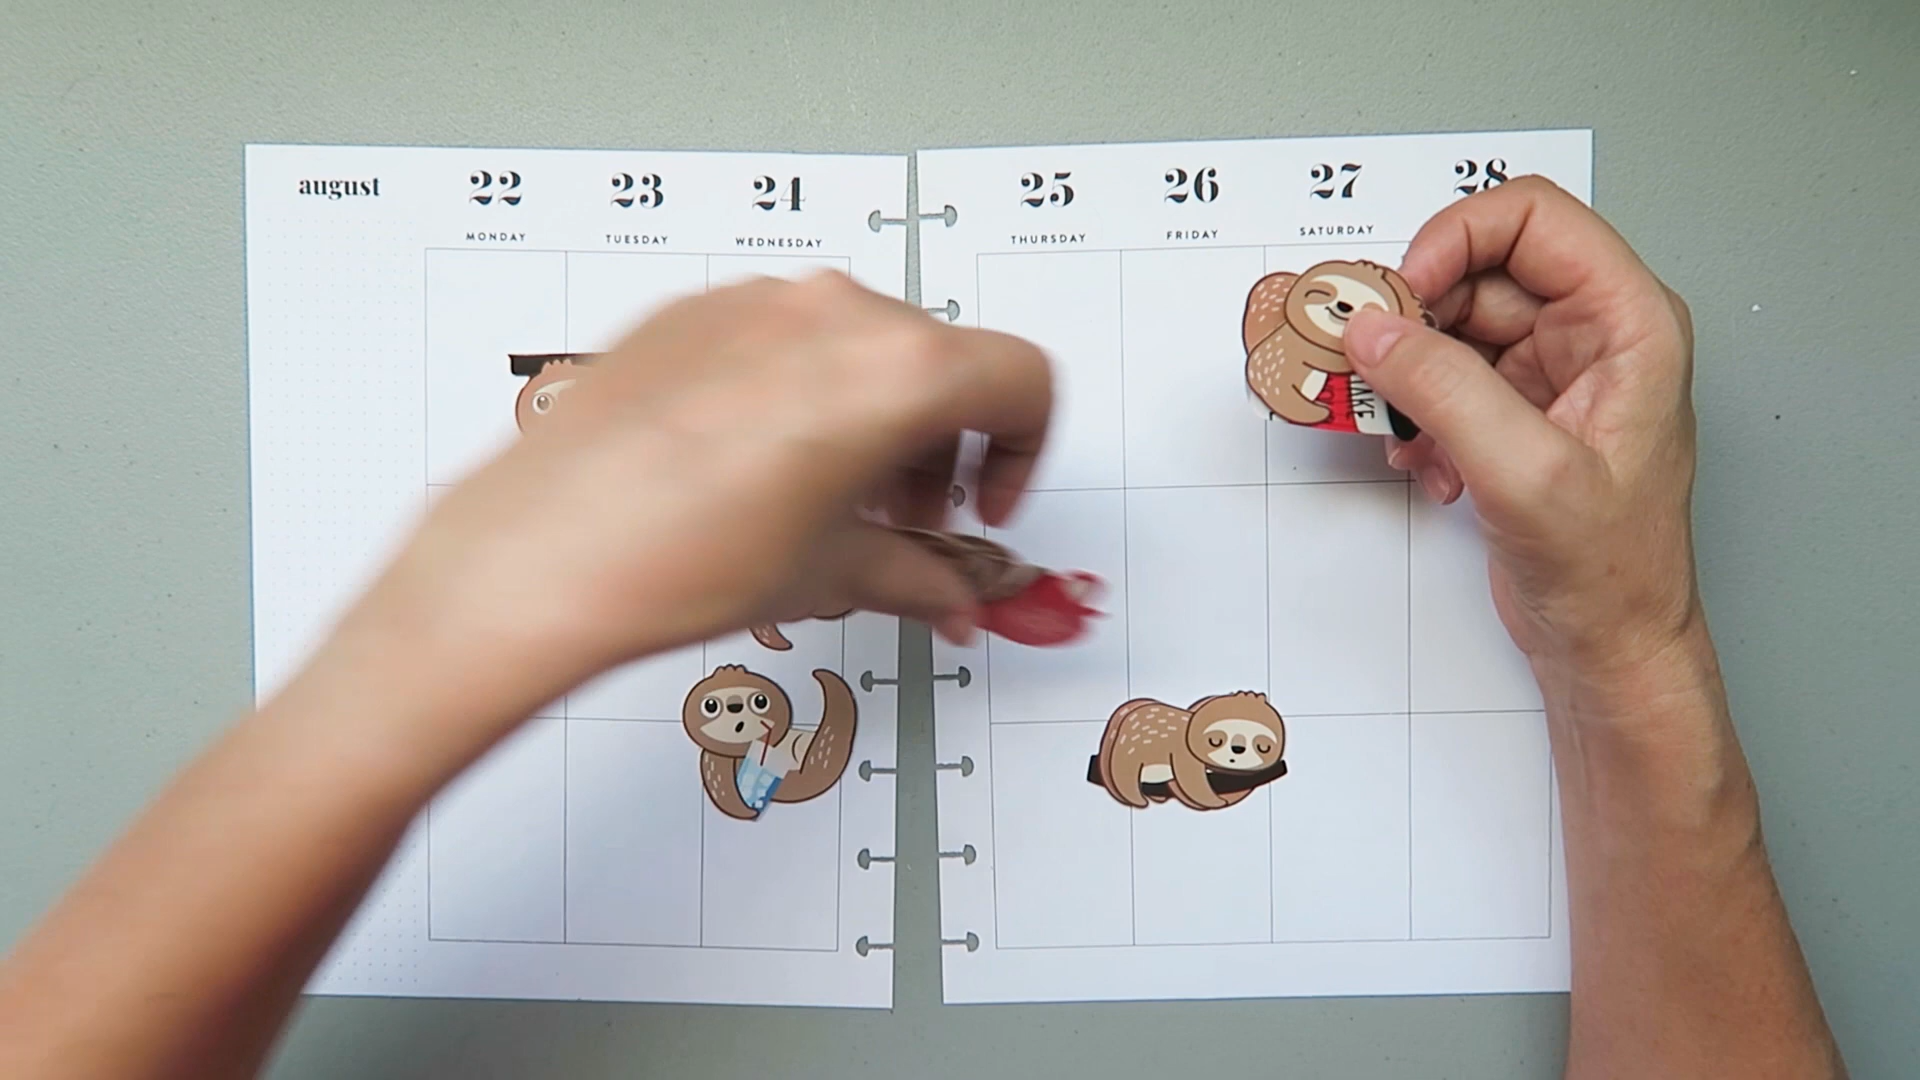 august
22 23 24
MONDAY TUESDAY WEDNESDAY
25 26 27 28
THURSDAY FRIDAY SATURDAY